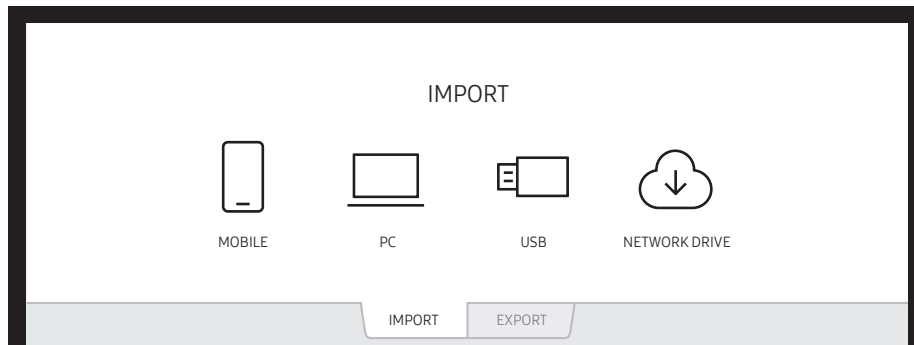 IMPORT
MOBILE PC USB NETWORK DRIVE
IMPORT EXPORT